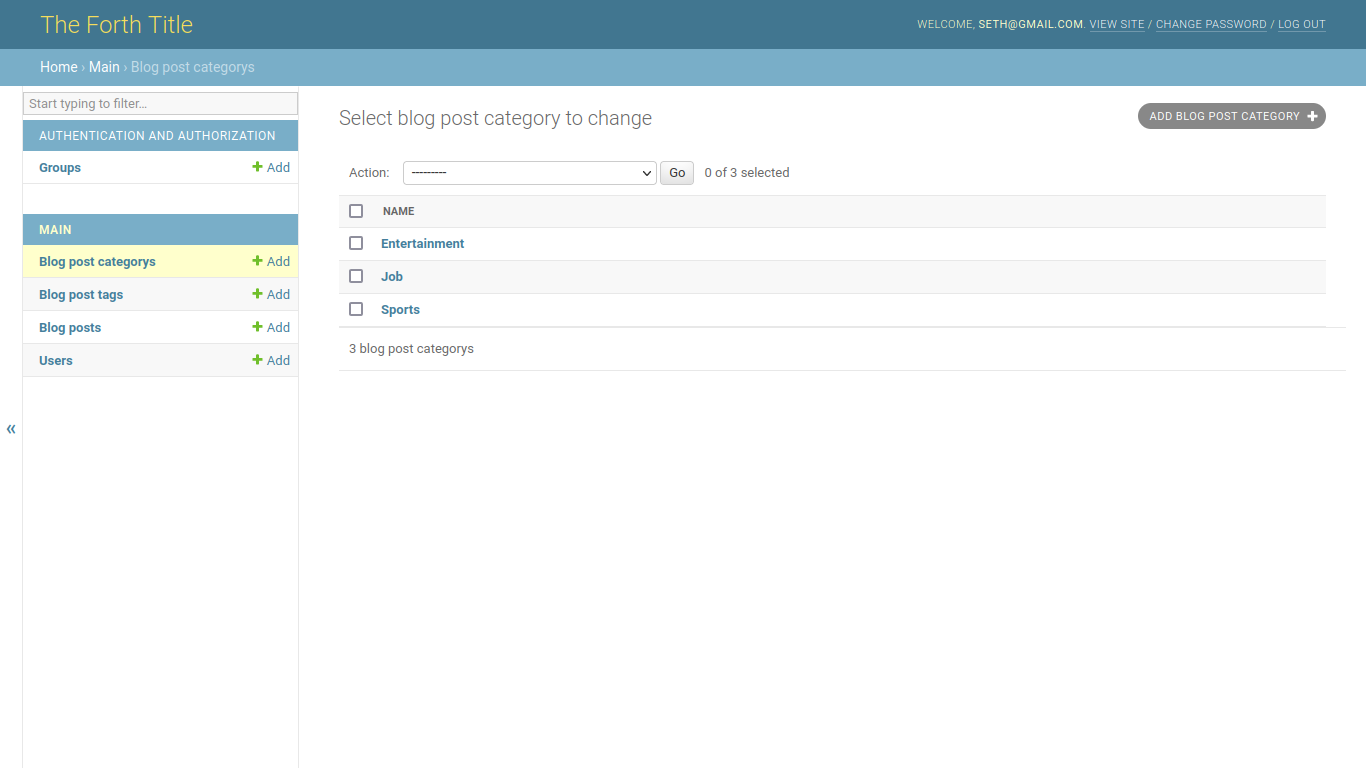 The Forth Title
WELCOME, SETH@GMAIL.COM. VIEW SITE / CHANGE PASSWORD / LOG OUT
Home › Main › Blog post categorys
Start typing to filter...
AUTHENTICATION AND AUTHORIZATION
Groups
Add
MAIN
Blog post categorys
Add
Blog post tags
Add
Blog posts
Add
Users
Add
«
Select blog post category to change
ADD BLOG POST CATEGORY
Action: --------- Go 0 of 3 selected
NAME
Entertainment
Job
Sports
3 blog post categorys